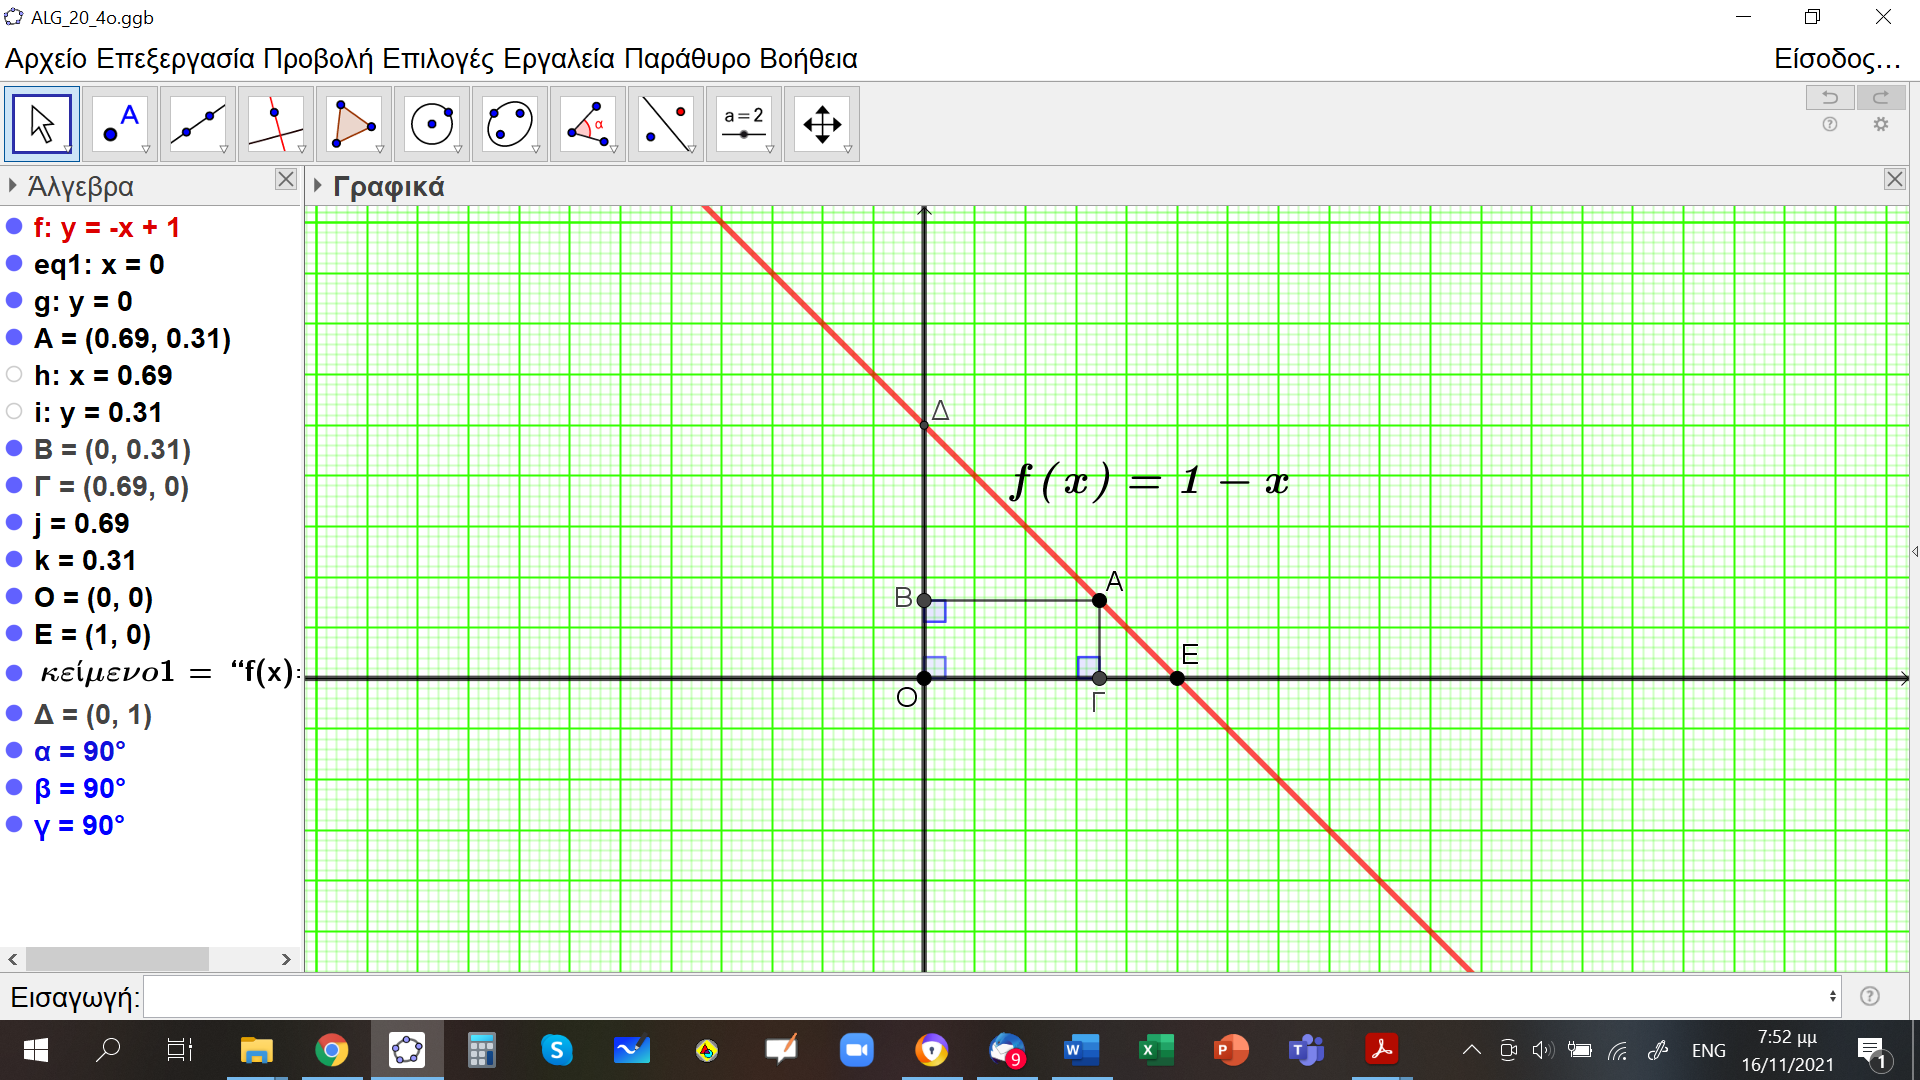 ALG_20_4o.ggb
Αρχείο Επεξεργασία Προβολή Επιλογές Εργαλεία Παράθυρο Βοήθεια
Είσοδος...
A
α
a = 2
Άλγεβρα
Γραφικά
f: y = -x + 1
eq1: x = 0
g: y = 0
A = (0.69, 0.31)
h: x = 0.69
i: y = 0.31
B = (0, 0.31)
Γ = (0.69, 0)
j = 0.69
k = 0.31
O = (0, 0)
E = (1, 0)
κείμενο1 = “f(x):
Δ = (0, 1)
α = 90°
β = 90°
γ = 90°
Δ
f(x) = 1 − x
B
A
E
O
Γ
Εισαγωγή:
9
ENG
7:52 μμ
16/11/2021
1